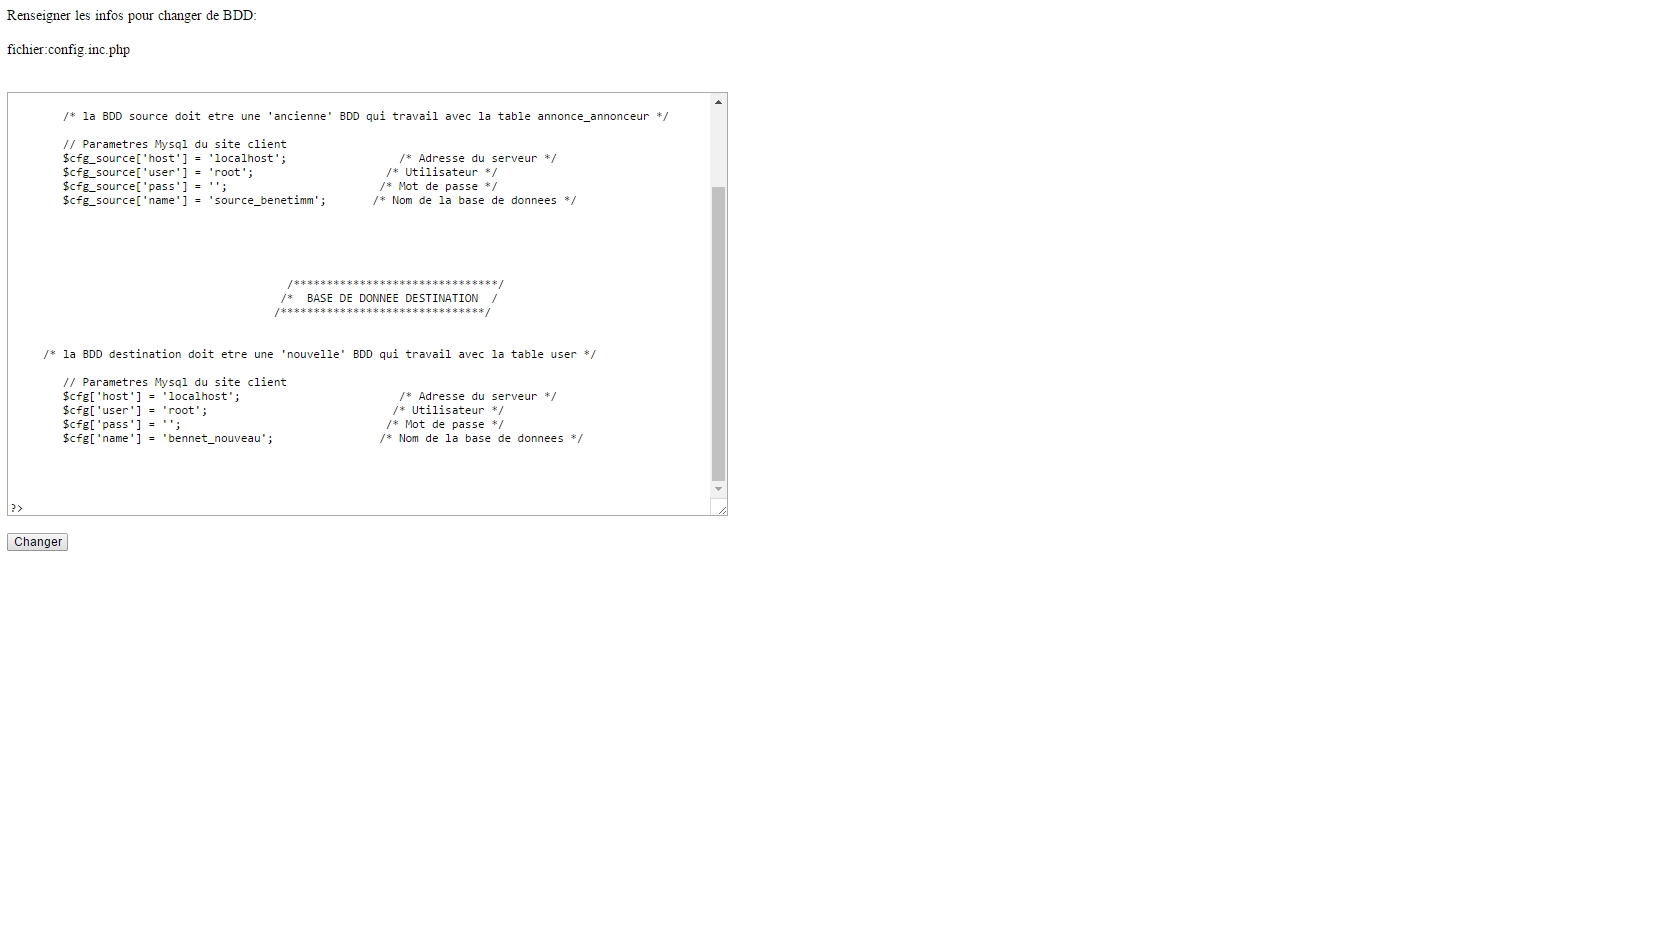 Renseigner les infos pour changer de BDD:
fichier:config.inc.php
/* la BDD source doit etre une 'ancienne' BDD qui travail avec la table annonce_annonceur */
// Parametres Mysql du site client
$cfg_source['host'] = 'localhost'; /* Adresse du serveur */
$cfg_source['user'] = 'root'; /* Utilisateur */
$cfg_source['pass'] = ''; /* Mot de passe */
$cfg_source['name'] = 'source_benetimm'; /* Nom de la base de donnees */
/*******************************/
/* BASE DE DONNEE DESTINATION /
/*******************************/
/* la BDD destination doit etre une 'nouvelle' BDD qui travail avec la table user */
// Parametres Mysql du site client
$cfg['host'] = 'localhost'; /* Adresse du serveur */
$cfg['user'] = 'root'; /* Utilisateur */
$cfg['pass'] = ''; /* Mot de passe */
$cfg['name'] = 'bennet_nouveau'; /* Nom de la base de donnees */
?>
Changer